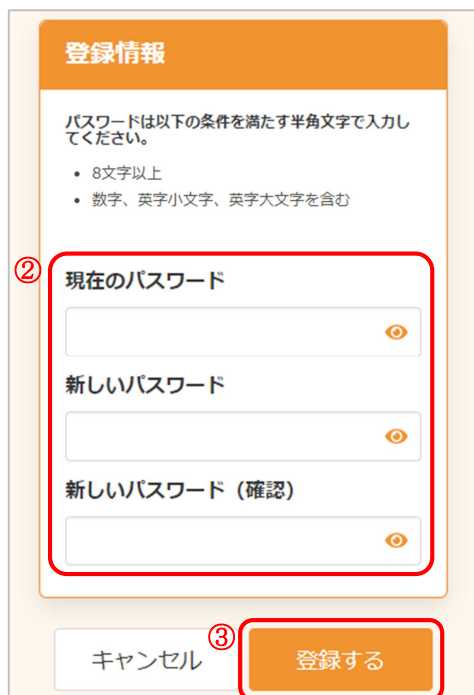 登録情報
パスワードは以下の条件を満たす半角文字で入力し
てください。
• 8文字以上
• 数字、英字小文字、英字大文字を含む
②
現在のパスワード
新しいパスワード
新しいパスワード（確認）
③
キャンセル
登録する